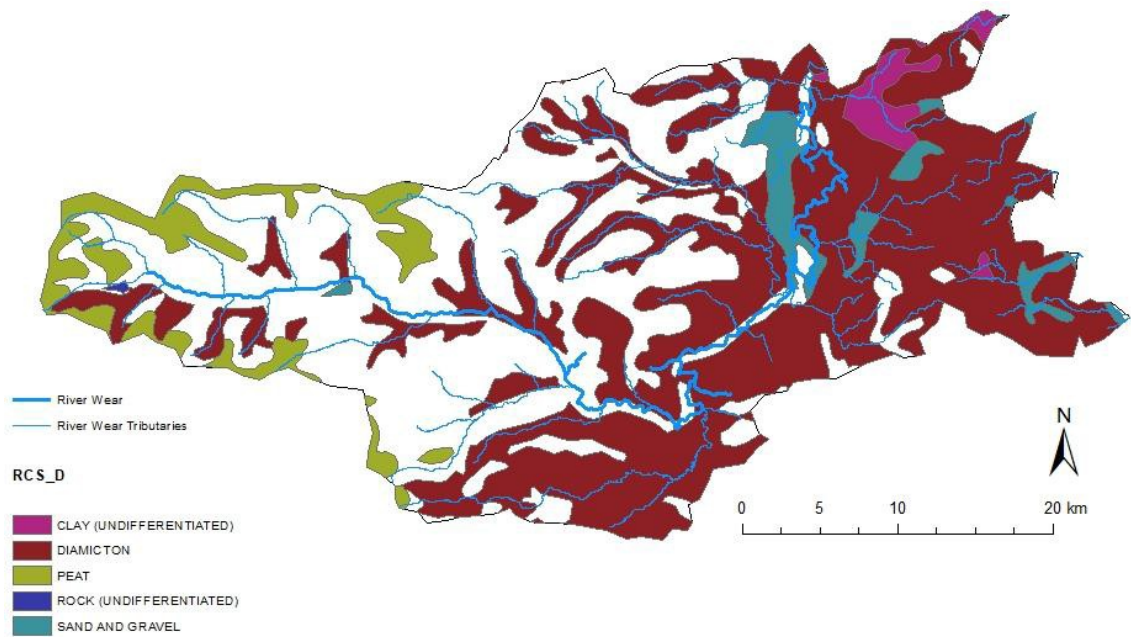 River Wear
River Wear Tributaries
RCS_D
CLAY (UNDIFFERENTIATED)
DIAMICTON
PEAT
ROCK (UNDIFFERENTIATED)
SAND AND GRAVEL
N
0 5 10 20 km